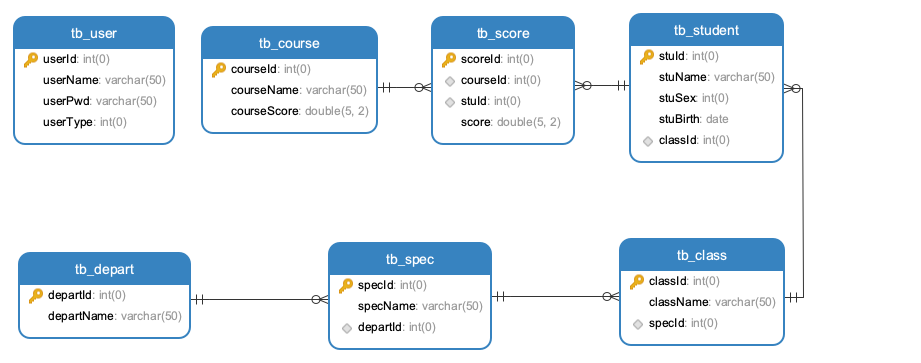 tb_user
userId: int(0)
userName: varchar(50)
userPwd: varchar(50)
userType: int(0)
tb_course
courseId: int(0)
courseName: varchar(50)
courseScore: double(5, 2)
tb_score
scoreId: int(0)
courseId: int(0)
stuId: int(0)
score: double(5, 2)
tb_student
stuId: int(0)
stuName: varchar(50)
stuSex: int(0)
stuBirth: date
classId: int(0)
tb_depart
departId: int(0)
departName: varchar(50)
tb_spec
specId: int(0)
specName: varchar(50)
departId: int(0)
tb_class
classId: int(0)
className: varchar(50)
specId: int(0)